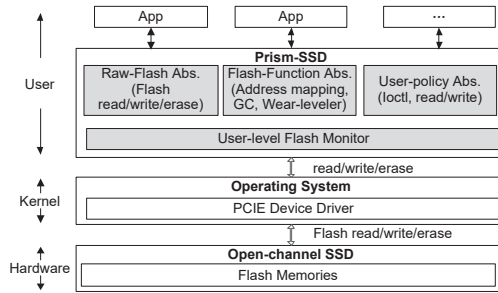 App
App
...
User
Prism-SSD
Raw-Flash Abs.
(Flash
read/write/erase)
Flash-Function Abs.
(Address mapping,
GC, Wear-leveler)
User-policy Abs.
(Ioctl, read/write)
User-level Flash Monitor
read/write/erase
Kernel
Operating System
PCIE Device Driver
Flash read/write/erase
Hardware
Open-channel SSD
Flash Memories